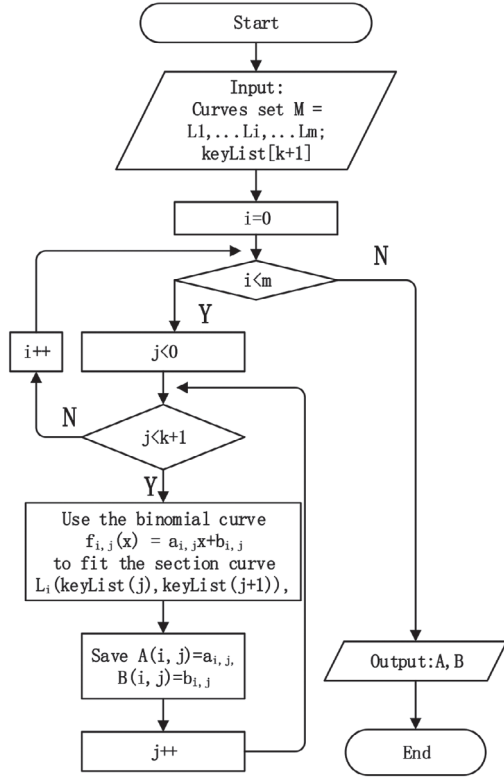 Start
Input:
Curves set M =
L1,...Li,...Lm;
keyList[k+1]
i=0
i<m
N
Y
i++
j<0
N
j<k+1
Y
Use the binomial curve
fᵢ,ⱼ(x) = aᵢ,ⱼx+bᵢ,ⱼ
to fit the section curve
Lᵢ(keyList(j),keyList(j+1)),
Save A(i,j)=aᵢ,ⱼ,
B(i,j)=bᵢ,ⱼ
j++
Output:A,B
End